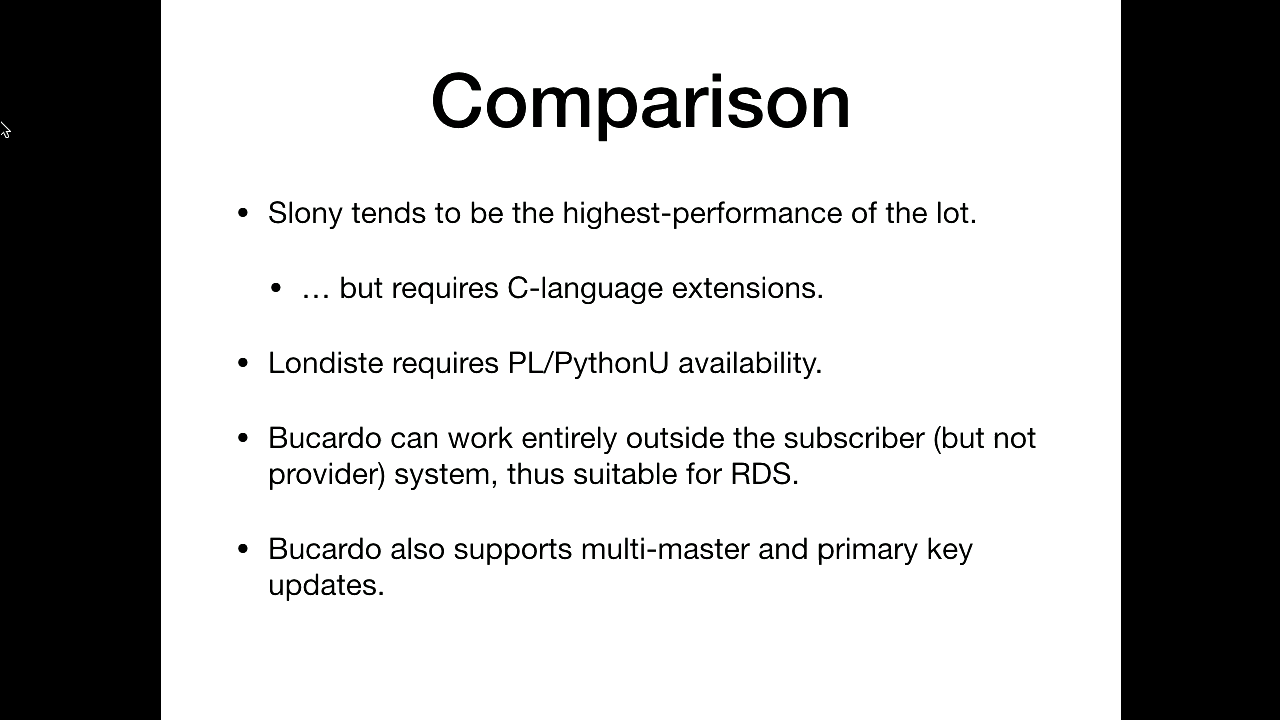 Comparison
• Slony tends to be the highest-performance of the lot.
• … but requires C-language extensions.
• Londiste requires PL/PythonU availability.
• Bucardo can work entirely outside the subscriber (but not
provider) system, thus suitable for RDS.
• Bucardo also supports multi-master and primary key
updates.